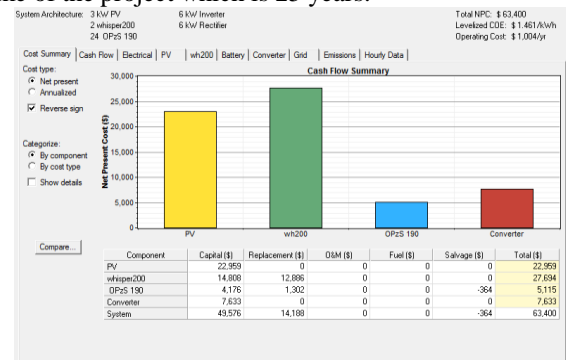 me of the project which is 25 years.
System Architecture: 3 kW PV 6 kW Inverter Total NPC: $ 63,400
2 whisper200 6 kW Rectifier Levelized COE: $ 1.461/kWh
24 OPzS 190 Operating Cost: $ 1,004/yr
Cost Summary Cash Flow Electrical PV wh200 Battery Converter Grid Emissions Hourly Data
Cost type:
Net present
Annualized
Reverse sign
Categorize:
By component
By cost type
Show details
Compare...
Cash Flow Summary
Net Present Cost ($)
30,000
25,000
20,000
15,000
10,000
5,000
0
PV wh200 OPzS 190 Converter
Component Capital ($) Replacement ($) O&M ($) Fuel ($) Salvage ($) Total ($)
PV 22,959 0 0 0 0 22,959
whisper200 14,808 12,886 0 0 0 27,694
OPzS 190 4,176 1,302 0 0 -364 5,115
Converter 7,633 0 0 0 0 7,633
System 49,576 14,188 0 0 -364 63,400